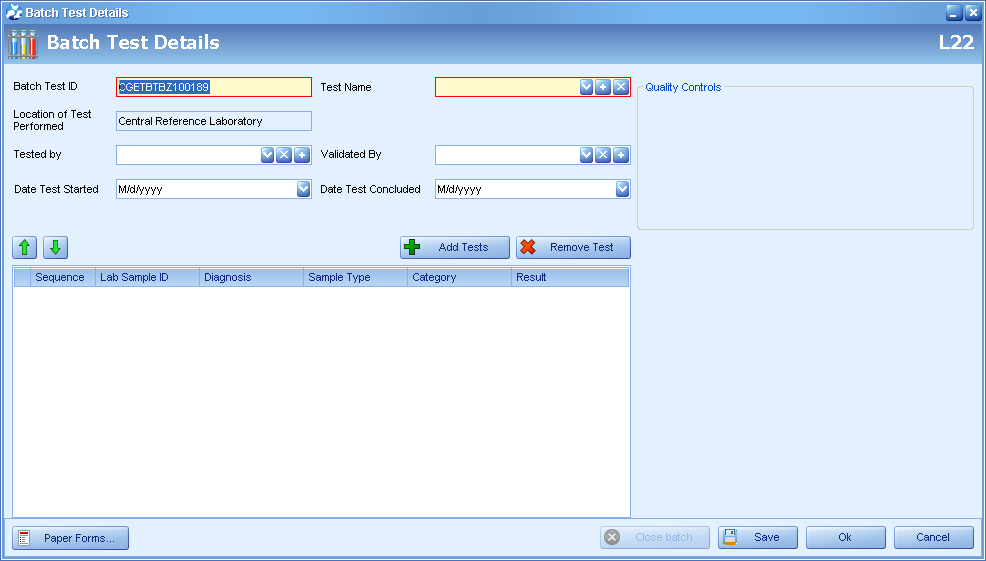 Batch Test Details
Batch Test Details
L22
Batch Test ID
CGETBTBZ100189
Test Name
Quality Controls
Location of Test
Performed
Central Reference Laboratory
Tested by
Validated By
Date Test Started
M/d/yyyy
Date Test Concluded
M/d/yyyy
Add Tests
Remove Test
Sequence
Lab Sample ID
Diagnosis
Sample Type
Category
Result
Paper Forms...
Close batch
Save
Ok
Cancel